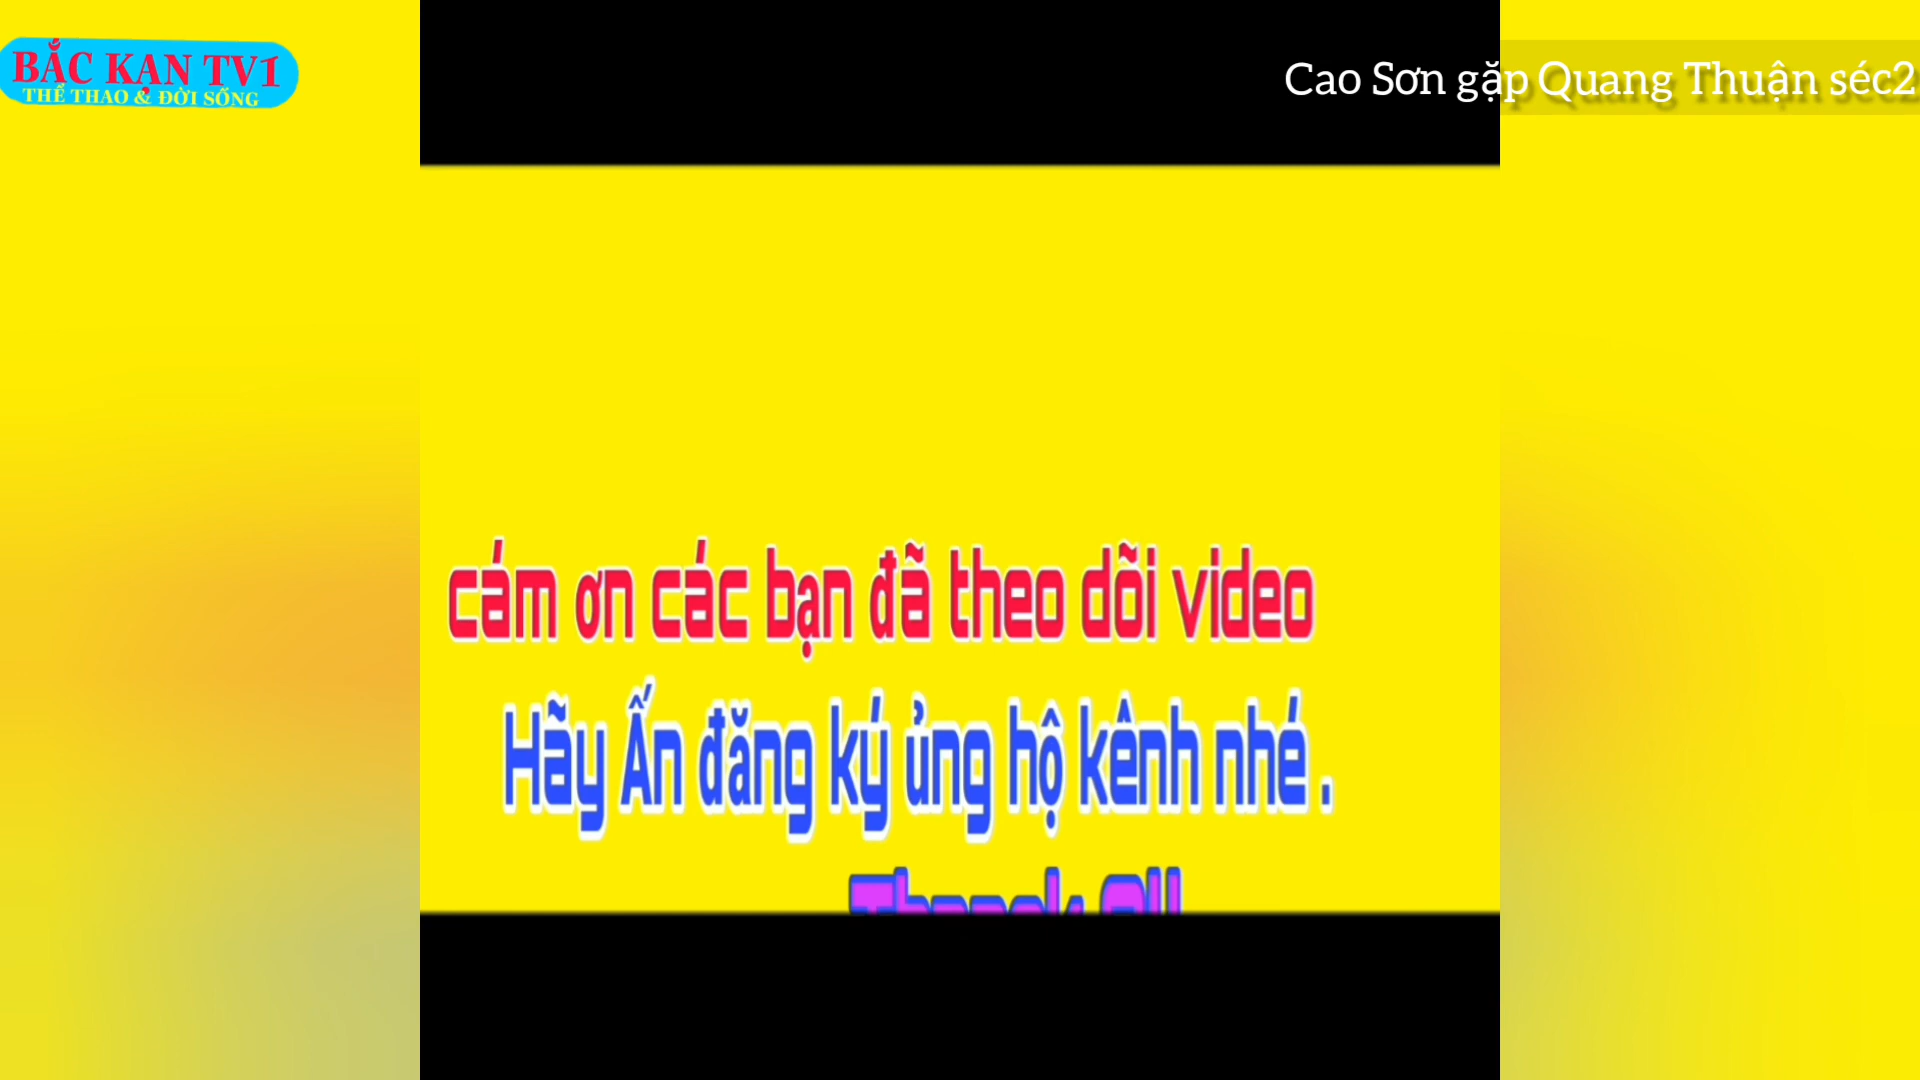 BẮC KẠN TV1
THỂ THAO & ĐỜI SỐNG
Cao Sơn gặp Quang Thuận séc2
cám ơn các bạn đã theo dõi video
Hãy Ấn đăng ký ủng hộ kênh nhé .